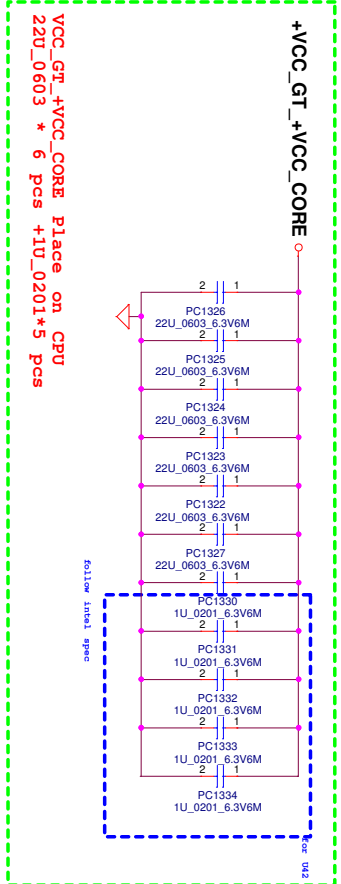 +VCC_GT_+VCC_CORE
VCC_GT_+VCC_CORE place on CPU
22U_0603 * 6 pcs +1U_0201*5 pcs
2 1
PC1326
22U_0603_6.3V6M
2 1
PC1325
22U_0603_6.3V6M
2 1
PC1324
22U_0603_6.3V6M
2 1
PC1323
22U_0603_6.3V6M
2 1
PC1322
22U_0603_6.3V6M
2 1
PC1327
22U_0603_6.3V6M
2 1
PC1330
1U_0201_6.3V6M
2 1
PC1331
1U_0201_6.3V6M
2 1
PC1332
1U_0201_6.3V6M
2 1
PC1333
1U_0201_6.3V6M
2 1
PC1334
1U_0201_6.3V6M
follow intel spec
for U42